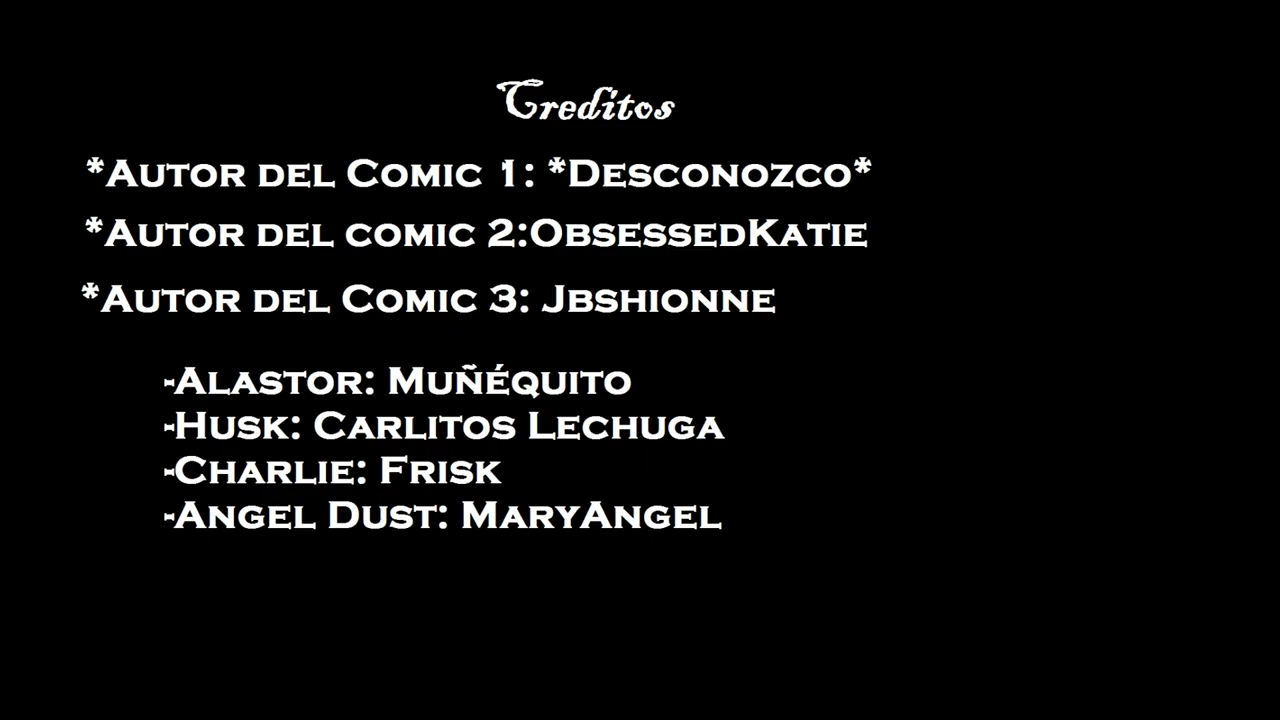 Creditos
*Autor del Comic 1: *Desconozco*
*Autor del comic 2:ObsessedKatie
*Autor del Comic 3: Jbshionne
-Alastor: Muñéquito
-Husk: Carlitos Lechuga
-Charlie: Frisk
-Angel Dust: MaryAngel